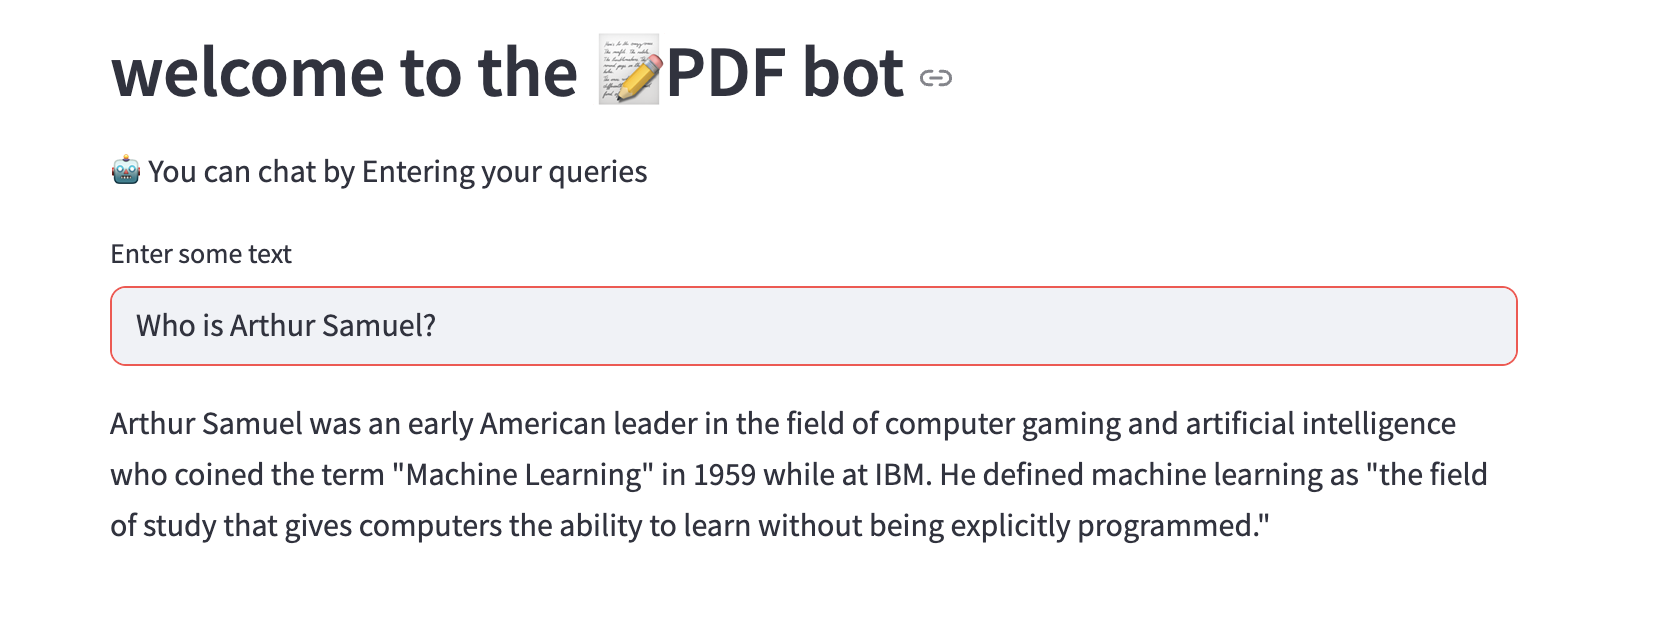 welcome to the 📝PDF bot
🤖 You can chat by Entering your queries
Enter some text
Who is Arthur Samuel?
Arthur Samuel was an early American leader in the field of computer gaming and artificial intelligence
who coined the term "Machine Learning" in 1959 while at IBM. He defined machine learning as "the field
of study that gives computers the ability to learn without being explicitly programmed."